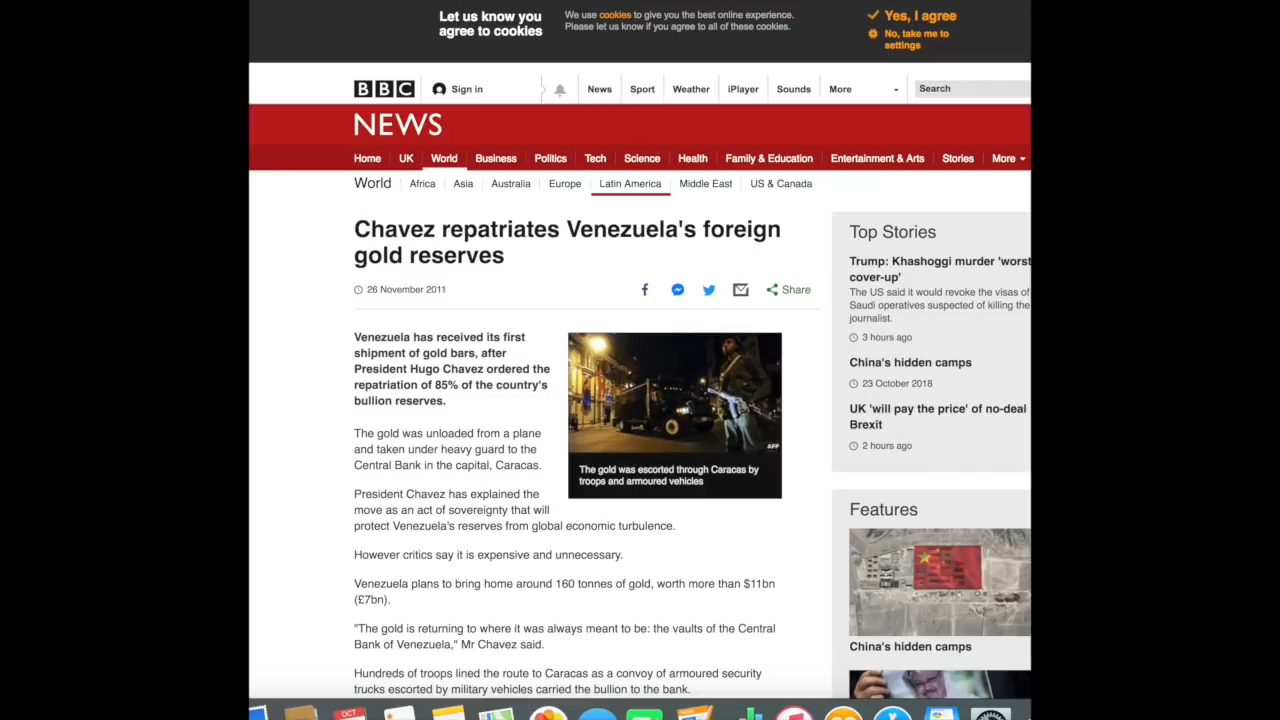 Let us know you
agree to cookies
We use cookies to give you the best online experience.
Please let us know if you agree to all of these cookies.
Yes, I agree
No, take me to
settings
BBC
Sign in
News
Sport
Weather
iPlayer
Sounds
More
Search
NEWS
Home
UK
World
Business
Politics
Tech
Science
Health
Family & Education
Entertainment & Arts
Stories
More
World
Africa
Asia
Australia
Europe
Latin America
Middle East
US & Canada
Chavez repatriates Venezuela's foreign
gold reserves
26 November 2011
Share
Venezuela has received its first
shipment of gold bars, after
President Hugo Chavez ordered the
repatriation of 85% of the country's
bullion reserves.
The gold was unloaded from a plane
and taken under heavy guard to the
Central Bank in the capital, Caracas.
President Chavez has explained the
move as an act of sovereignty that will
protect Venezuela's reserves from global economic turbulence.
However critics say it is expensive and unnecessary.
Venezuela plans to bring home around 160 tonnes of gold, worth more than $11bn
(£7bn).
"The gold is returning to where it was always meant to be: the vaults of the Central
Bank of Venezuela," Mr Chavez said.
Hundreds of troops lined the route to Caracas as a convoy of armoured security
trucks escorted by military vehicles carried the bullion to the bank.
AFP
The gold was escorted through Caracas by
troops and armoured vehicles
Top Stories
Trump: Khashoggi murder 'worst
cover-up'
The US said it would revoke the visas of
Saudi operatives suspected of killing the
journalist.
3 hours ago
China's hidden camps
23 October 2018
UK 'will pay the price' of no-deal
Brexit
2 hours ago
Features
China's hidden camps
OCT